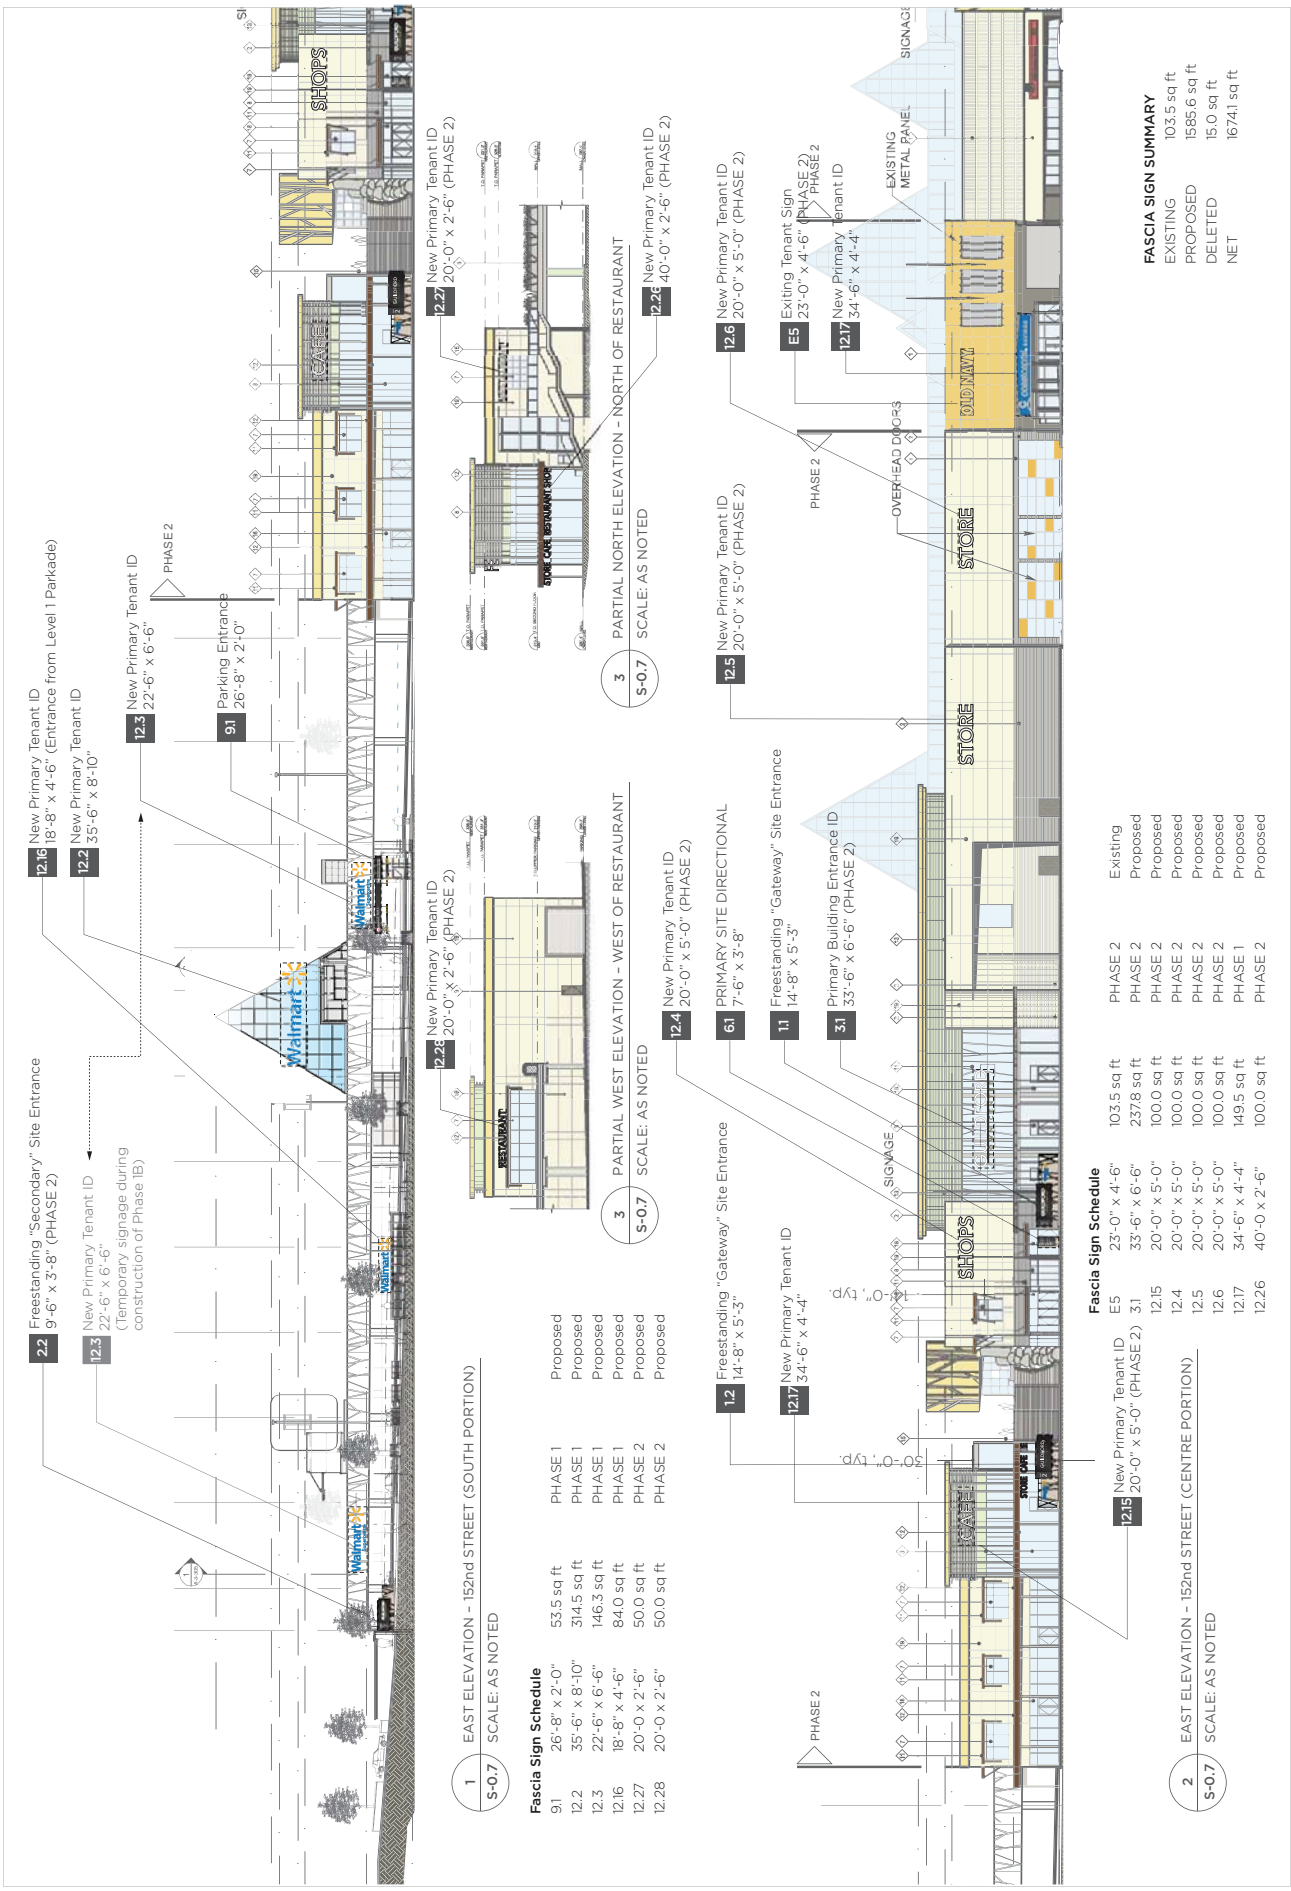 2.2 Freestanding "Secondary" Site Entrance
9'-6" x 3'-8" (PHASE 2)
12.3 New Primary Tenant ID
22'-6" x 6'-6"
(Temporary signage during
construction of Phase 1B)
12.16 New Primary Tenant ID
18'-8" x 4'-6" (Entrance from Level 1 Parkade)
12.2 New Primary Tenant ID
35'-6" x 8'-10"
12.3 New Primary Tenant ID
22'-6" x 6'-6"
9.1 Parking Entrance
26'-8" x 2'-0"
PHASE 2
Walmart
Walmart
Walmart
Walmart
CAFE
SHOPS
1
S-0.7
EAST ELEVATION - 152nd STREET (SOUTH PORTION)
SCALE: AS NOTED
Fascia Sign Schedule
9.1 26'-8" x 2'-0" 53.5 sq ft PHASE 1 Proposed
12.2 35'-6" x 8'-10" 314.5 sq ft PHASE 1 Proposed
12.3 22'-6" x 6'-6" 146.3 sq ft PHASE 1 Proposed
12.16 18'-8" x 4'-6" 84.0 sq ft PHASE 1 Proposed
12.27 20'-0 x 2'-6" 50.0 sq ft PHASE 2 Proposed
12.28 20'-0 x 2'-6" 50.0 sq ft PHASE 2 Proposed
12.28 New Primary Tenant ID
20'-0" x 2'-6" (PHASE 2)
RESTAURANT
3
S-0.7
PARTIAL WEST ELEVATION - WEST OF RESTAURANT
SCALE: AS NOTED
12.27 New Primary Tenant ID
20'-0" x 2'-6" (PHASE 2)
STORE CAFE RESTAURANT SHOP
3
S-0.7
PARTIAL NORTH ELEVATION - NORTH OF RESTAURANT
SCALE: AS NOTED
12.26 New Primary Tenant ID
40'-0" x 2'-6" (PHASE 2)
1.2 Freestanding "Gateway" Site Entrance
14'-8" x 5'-3"
12.17 New Primary Tenant ID
34'-6" x 4'-4"
12.4 New Primary Tenant ID
20'-0" x 5'-0" (PHASE 2)
6.1 PRIMARY SITE DIRECTIONAL
7'-6" x 3'-8"
1.1 Freestanding "Gateway" Site Entrance
14'-8" x 5'-3"
3.1 Primary Building Entrance ID
33'-6" x 6'-6" (PHASE 2)
12.5 New Primary Tenant ID
20'-0" x 5'-0" (PHASE 2)
12.6 New Primary Tenant ID
20'-0" x 5'-0" (PHASE 2)
E5 Exiting Tenant Sign
23'-0" x 4'-6" (PHASE 2)
12.17 New Primary Tenant ID
34'-6" x 4'-4"
PHASE 2
PHASE 2
PHASE 2
30'-0", typ.
SIGNAGE
OVERHEAD DOORS
EXISTING
METAL PANEL
SIGNAGE
CAFE
STORE CAFE
SHOPS
STORE
STORE
OLD NAVY
12.15 New Primary Tenant ID
20'-0" x 5'-0" (PHASE 2)
2
S-0.7
EAST ELEVATION - 152nd STREET (CENTRE PORTION)
SCALE: AS NOTED
Fascia Sign Schedule
E5 23'-0" x 4'-6" 103.5 sq ft PHASE 2 Existing
3.1 33'-6" x 6'-6" 237.8 sq ft PHASE 2 Proposed
12.15 20'-0" x 5'-0" 100.0 sq ft PHASE 2 Proposed
12.4 20'-0" x 5'-0" 100.0 sq ft PHASE 2 Proposed
12.5 20'-0" x 5'-0" 100.0 sq ft PHASE 2 Proposed
12.6 20'-0" x 5'-0" 100.0 sq ft PHASE 2 Proposed
12.17 34'-6" x 4'-4" 149.5 sq ft PHASE 1 Proposed
12.26 40'-0 x 2'-6" 100.0 sq ft PHASE 2 Proposed
FASCIA SIGN SUMMARY
EXISTING 103.5 sq ft
PROPOSED 1585.6 sq ft
DELETED 15.0 sq ft
NET 1674.1 sq ft